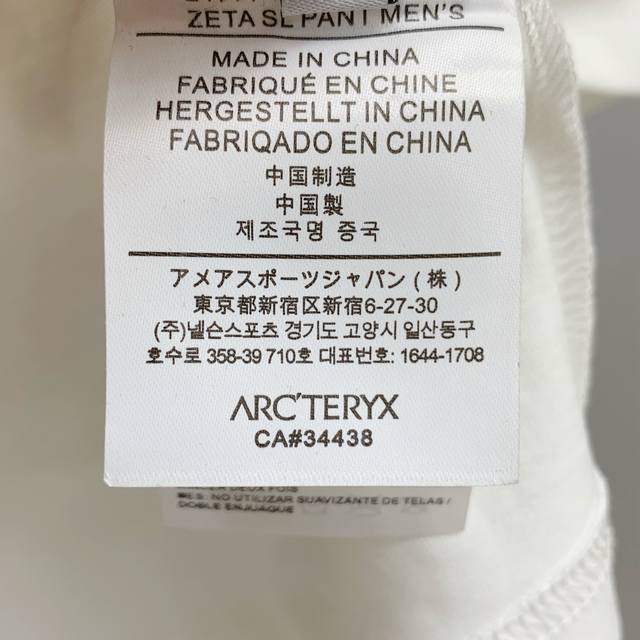 ZETA SL PANT MEN'S
MADE IN CHINA
FABRIQUÉ EN CHINE
HERGESTELLT IN CHINA
FABRIQADO EN CHINA
中国制造
中国製
제조국명 중국
アメアスポーツジャパン (株)
東京都新宿区新宿6-27-30
(주)넬슨스포츠 경기도 고양시 일산동구
호수로 358-39 710호 대표번호: 1644-1708
ARC'TERYX
CA#34438
DEUX FOIS
MES: NO UTILIZAR SUAVIZANTE DE TELAS /
DOBLE ENJUAGUE